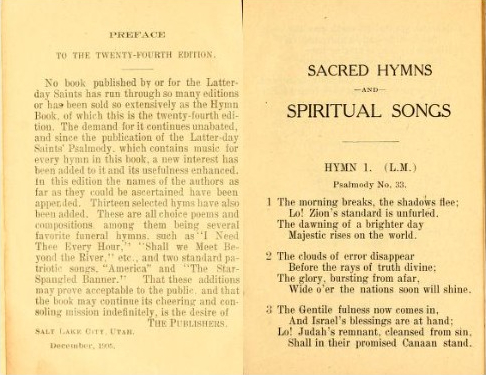 PREFACE
TO THE TWENTY-FOURTH EDITION.
No book published by or for the Latter-
day Saints has run through so many editions
or has been sold so extensively as the Hymn
Book, of which this is the twenty-fourth edi-
tion. The demand for it continues unabated,
and since the publication of the Latter-day
Saints' Psalmody, which contains music for
every hymn in this book, a new interest has
been added to it and its usefulness enhanced.
In this edition the names of the authors as
far as they could be ascertained have been
appended. Thirteen selected hyms have also
been added. These are all choice poems and
compositions among them being several
favorite funeral hymns, such as "I Need
Thee Every Hour," "Shall we Meet Be-
yond the River," etc., and two standard pa-
triotic songs, "America" and "The Star-
Spangled Banner." That these additions
may prove acceptable to the public, and that
the book may continue its cheering and con-
soling mission indefinitely, is the desire of
THE PUBLISHERS.
SALT LAKE CITY, UTAH.
December, 1905.
SACRED HYMNS
—AND—
SPIRITUAL SONGS
HYMN 1. (L.M.)
Psalmody No. 33.
1 The morning breaks, the shadows flee;
Lo! Zion's standard is unfurled.
The dawning of a brighter day
Majestic rises on the world.
2 The clouds of error disappear
Before the rays of truth divine;
The glory, bursting from afar,
Wide o'er the nations soon will shine.
3 The Gentile fulness now comes in,
And Israel's blessings are at hand;
Lo! Judah's remnant, cleansed from sin,
Shall in their promised Canaan stand.